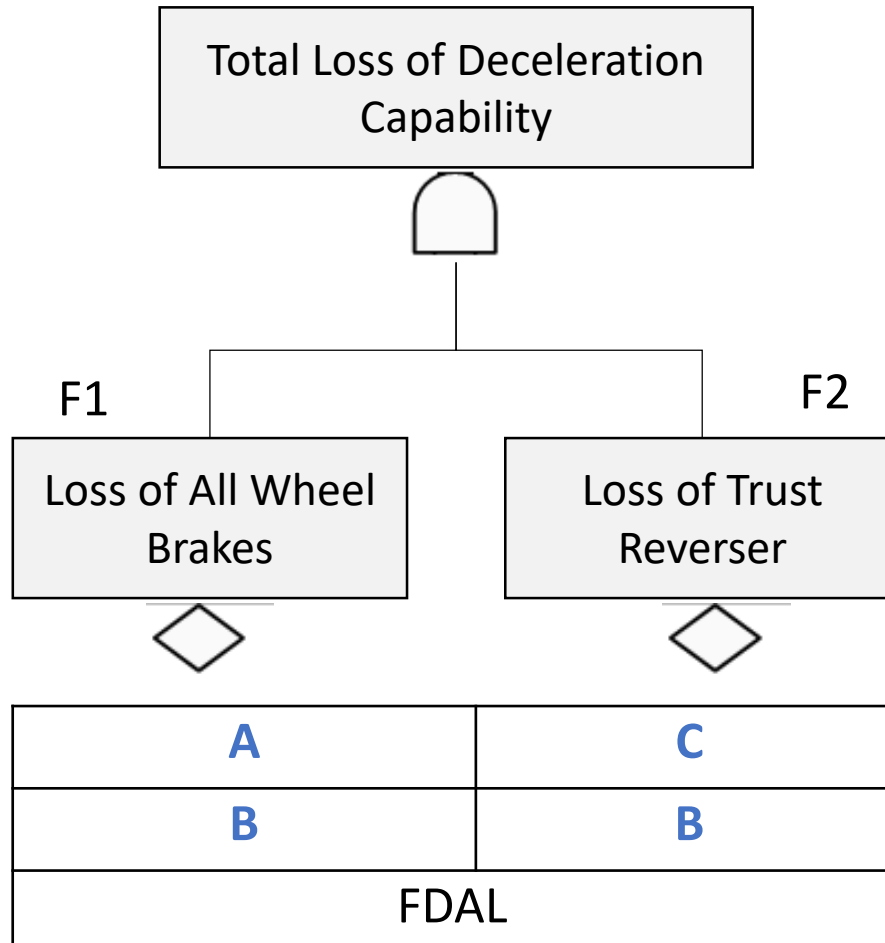 Total Loss of Deceleration
Capability
F1
F2
Loss of All Wheel
Brakes
Loss of Trust
Reverser
A
C
B
B
FDAL